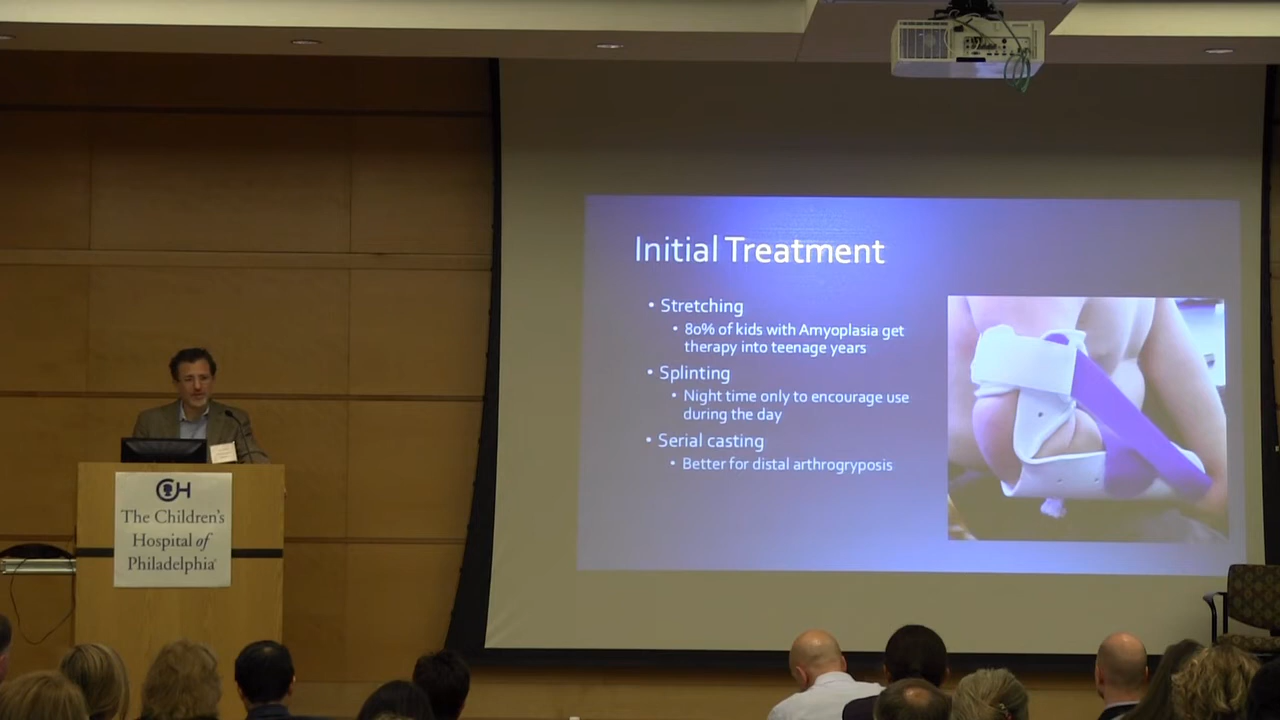 Initial Treatment
• Stretching
• 80% of kids with Amyoplasia get
therapy into teenage years
• Splinting
• Night time only to encourage use
during the day
• Serial casting
• Better for distal arthrogryposis
CH
The Children's
Hospital of
Philadelphia